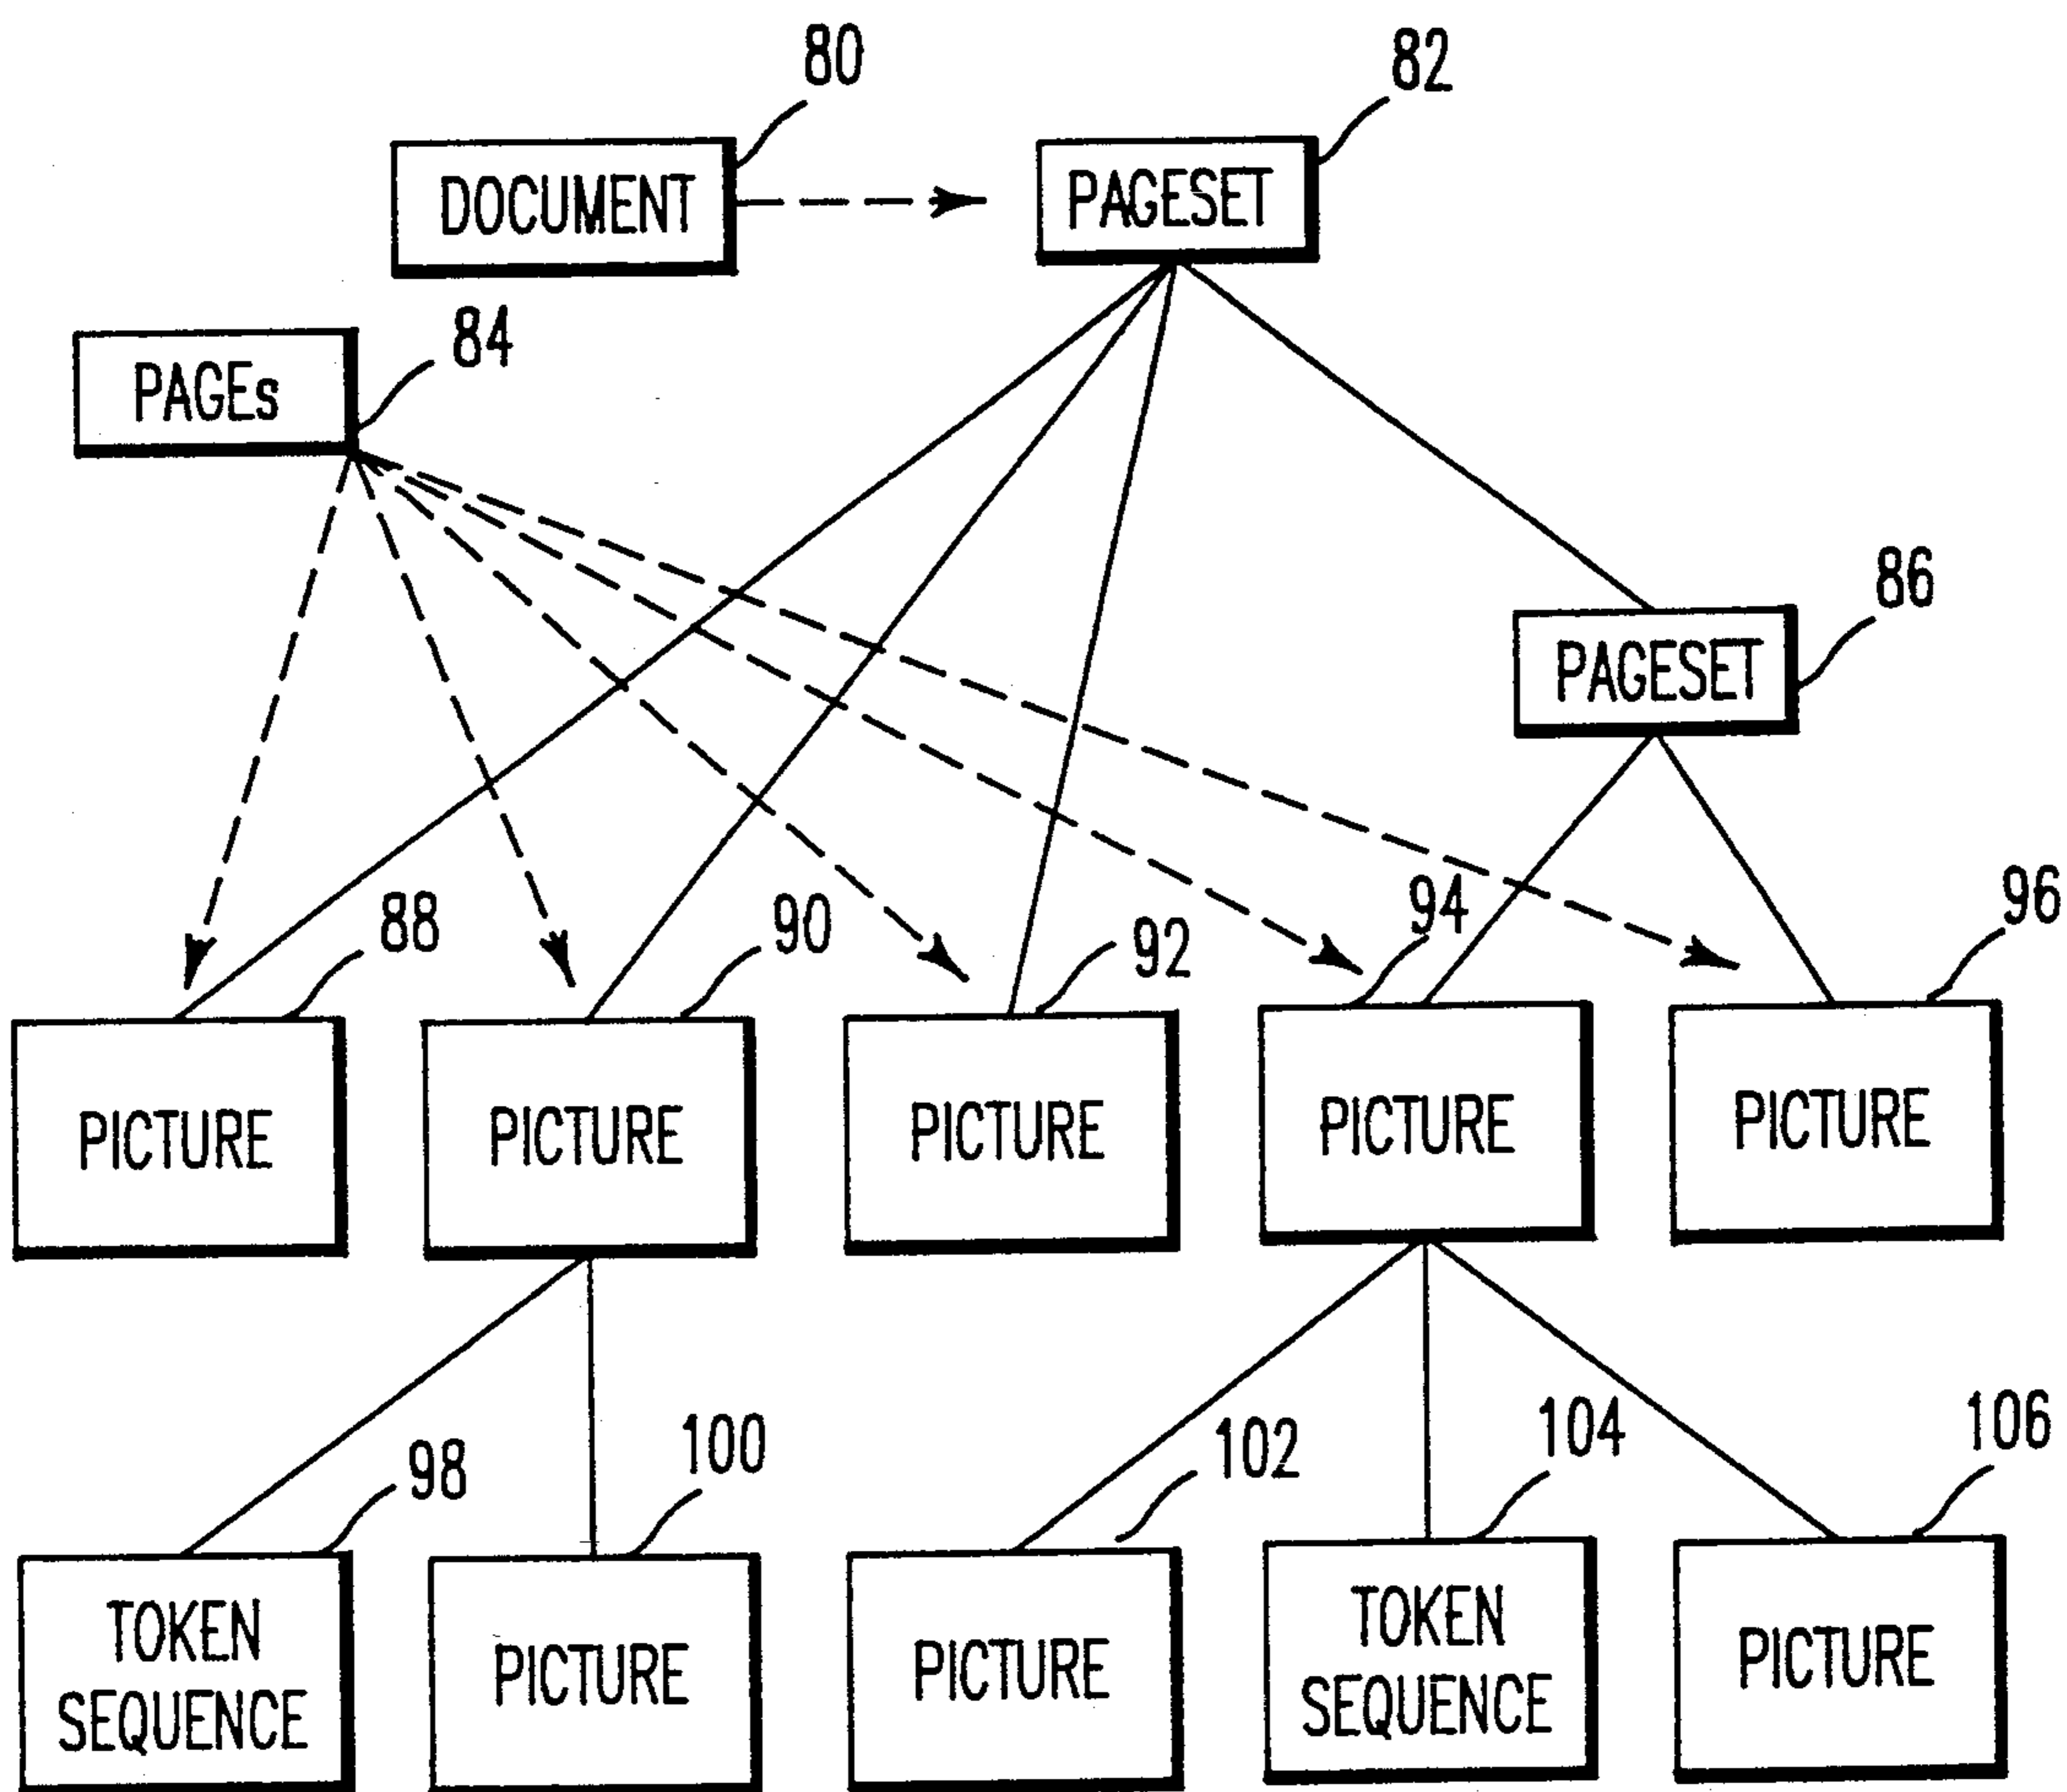 80
82
DOCUMENT
PAGESET
84
PAGEs
86
PAGESET
88
90
92
94
96
PICTURE
PICTURE
PICTURE
PICTURE
PICTURE
98
100
102
104
106
TOKEN
SEQUENCE
PICTURE
PICTURE
TOKEN
SEQUENCE
PICTURE